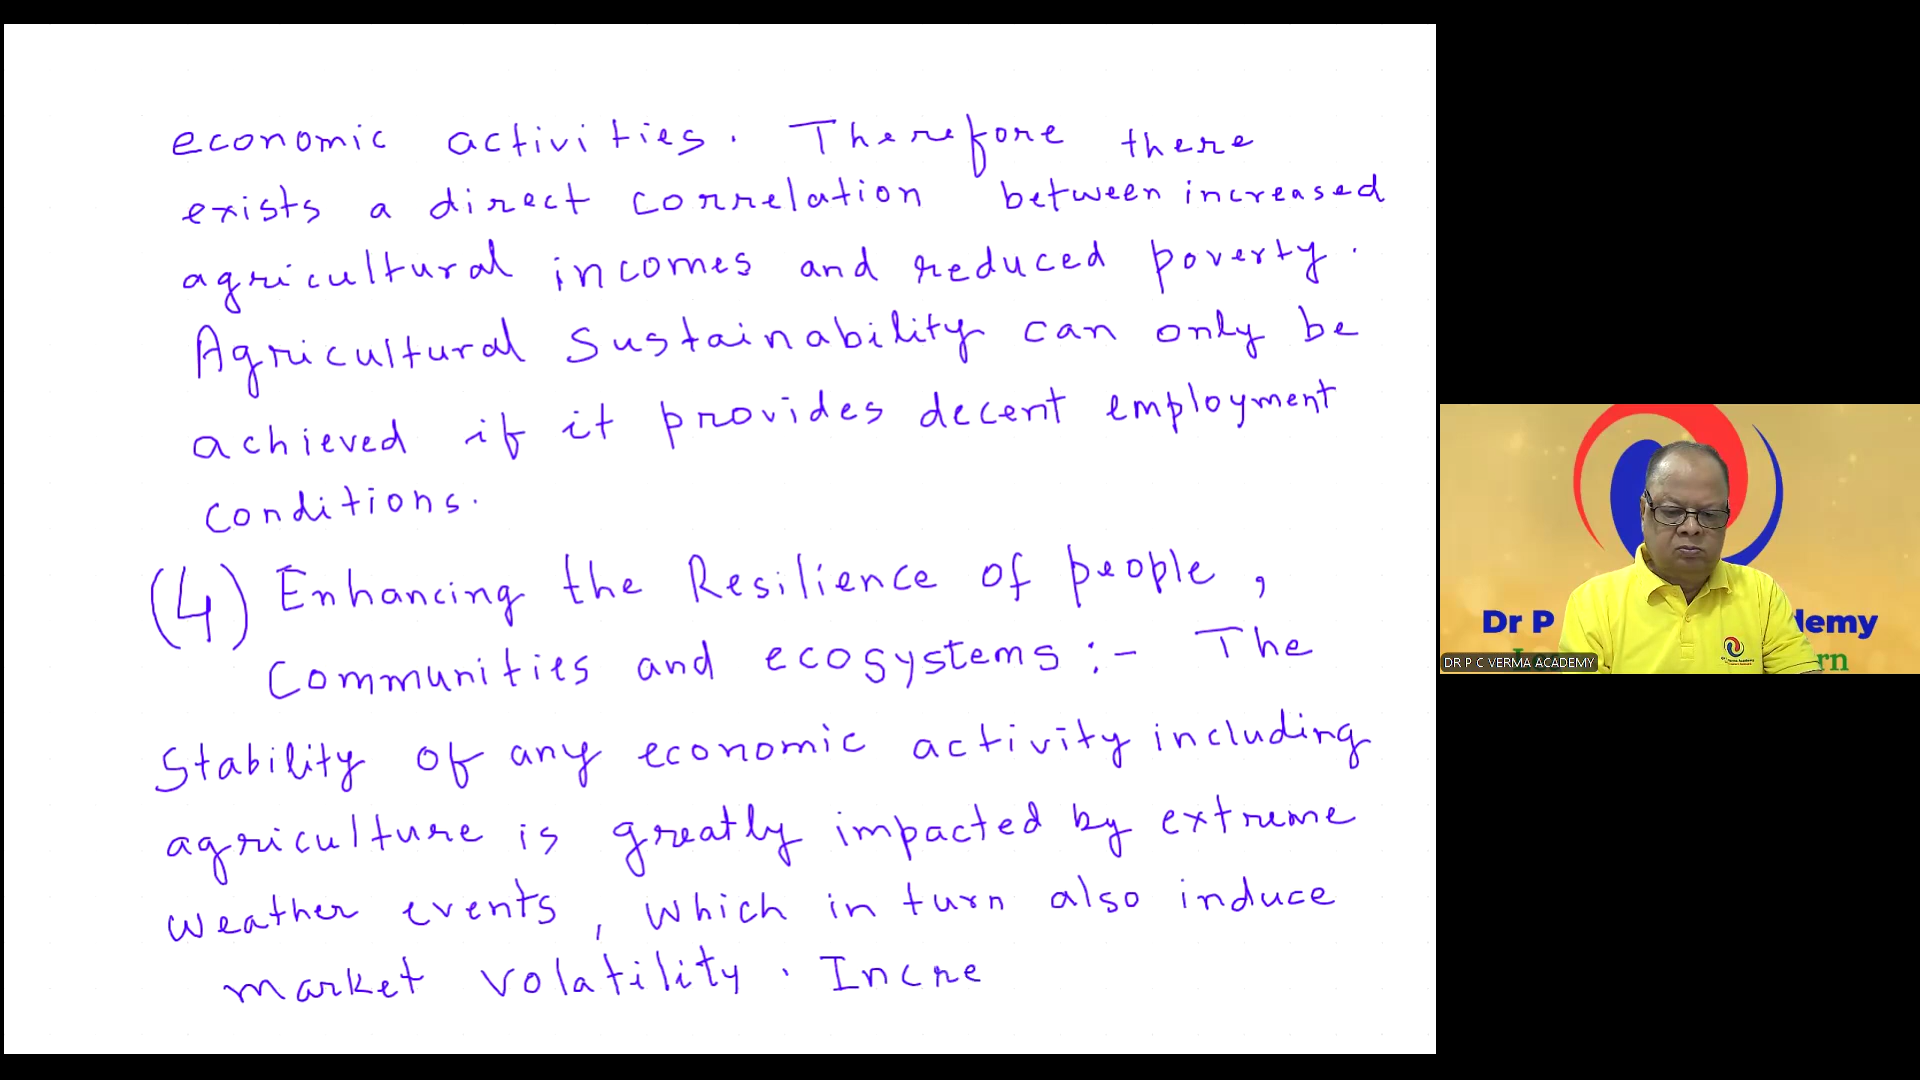 economic activities. Therefore there
exists a direct correlation between increased
agricultural incomes and reduced poverty.
Agricultural Sustainability can only be
achieved if it provides decent employment
conditions.
(4) Enhancing the Resilience of people,
Communities and ecosystems :- The
Stability of any economic activity including
agriculture is greatly impacted by extreme
weather events, which in turn also induce
market volatility. Incre
Dr P demy
rn
DR P C VERMA ACADEMY